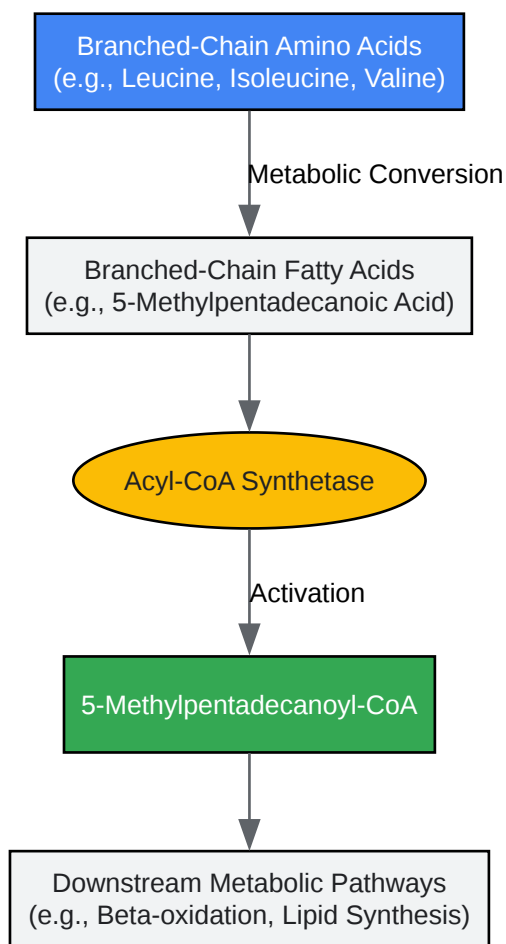 Branched-Chain Amino Acids
(e.g., Leucine, Isoleucine, Valine)
Metabolic Conversion
Branched-Chain Fatty Acids
(e.g., 5-Methylpentadecanoic Acid)
Acyl-CoA Synthetase
Activation
5-Methylpentadecanoyl-CoA
Downstream Metabolic Pathways
(e.g., Beta-oxidation, Lipid Synthesis)